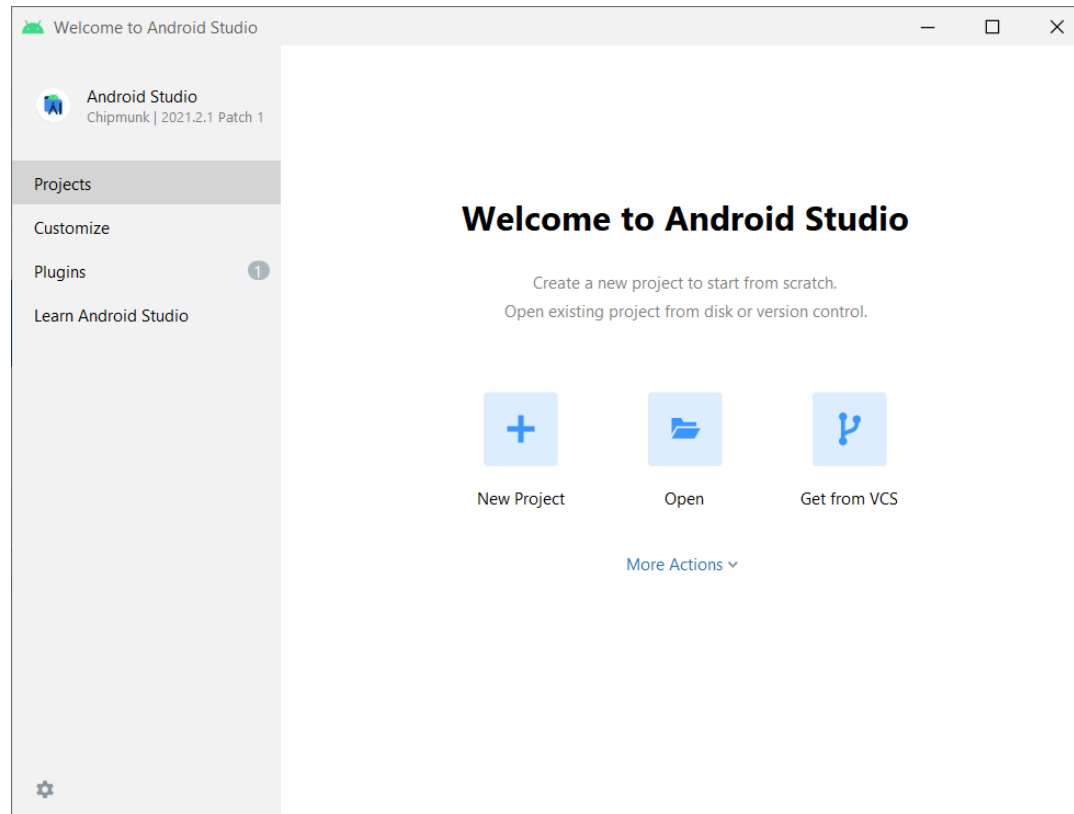 Welcome to Android Studio
Android Studio
Chipmunk | 2021.2.1 Patch 1
Projects
Customize
Plugins 1
Learn Android Studio
Welcome to Android Studio
Create a new project to start from scratch.
Open existing project from disk or version control.
New Project Open Get from VCS
More Actions